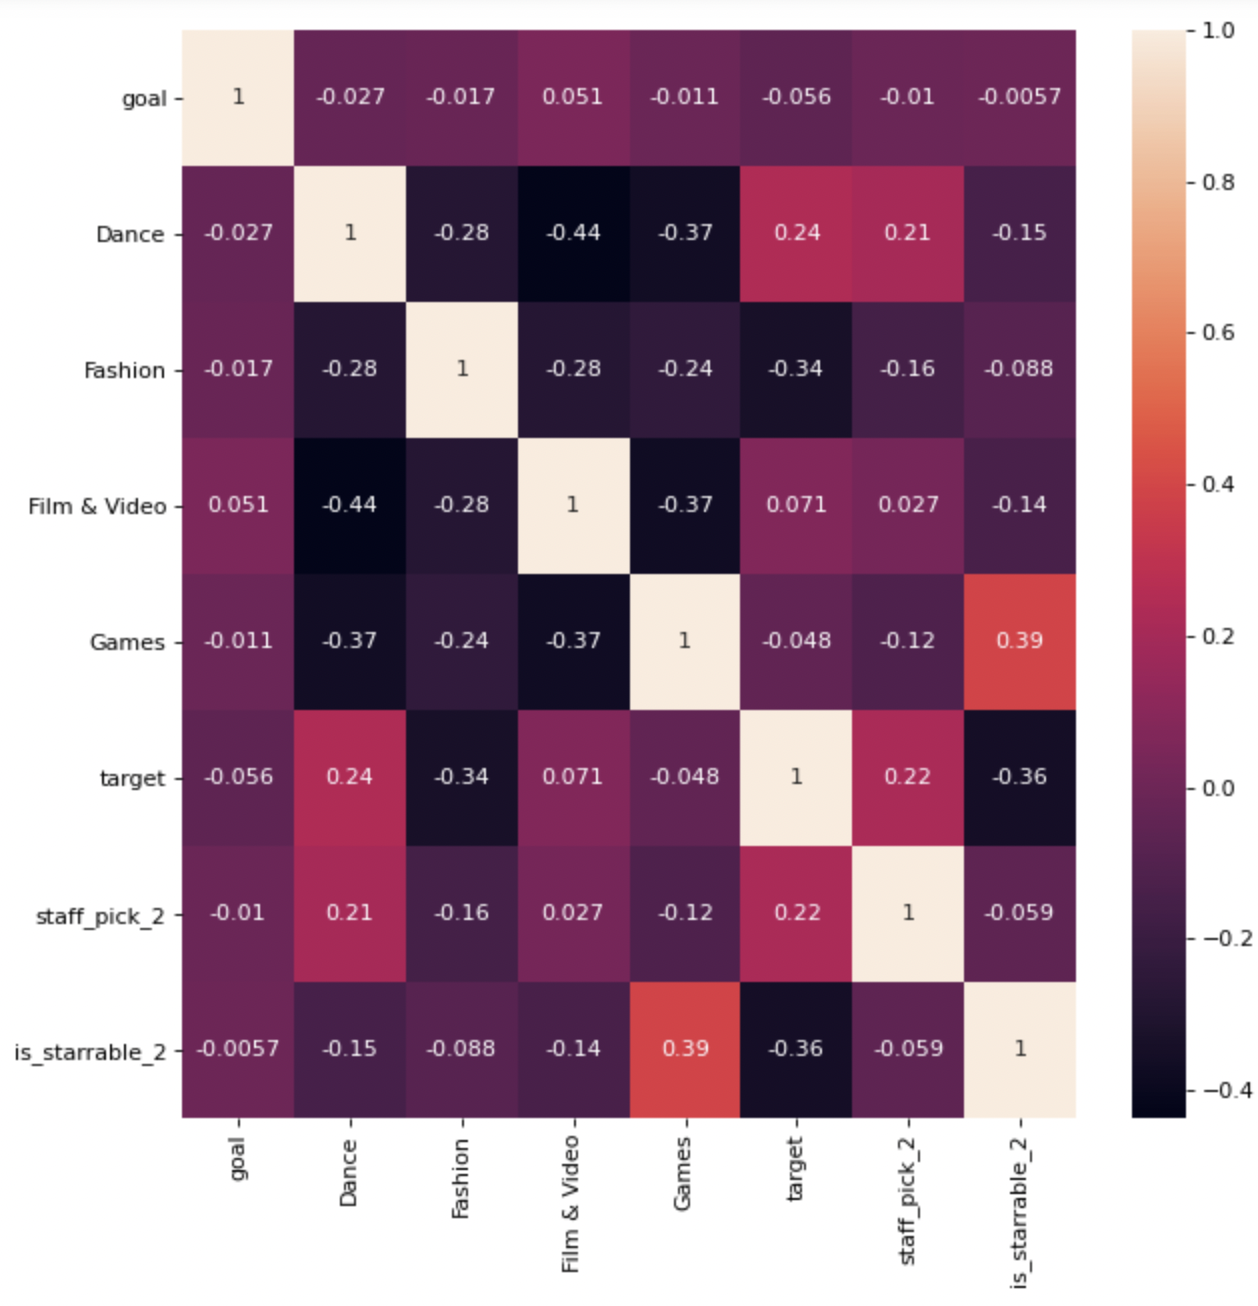 goal 1 -0.027 -0.017 0.051 -0.011 -0.056 -0.01 -0.0057
Dance -0.027 1 -0.28 -0.44 -0.37 0.24 0.21 -0.15
Fashion -0.017 -0.28 1 -0.28 -0.24 -0.34 -0.16 -0.088
Film & Video 0.051 -0.44 -0.28 1 -0.37 0.071 0.027 -0.14
Games -0.011 -0.37 -0.24 -0.37 1 -0.048 -0.12 0.39
target -0.056 0.24 -0.34 0.071 -0.048 1 0.22 -0.36
staff_pick_2 -0.01 0.21 -0.16 0.027 -0.12 0.22 1 -0.059
is_starrable_2 -0.0057 -0.15 -0.088 -0.14 0.39 -0.36 -0.059 1
goal
Dance
Fashion
Film & Video
Games
target
staff_pick_2
is_starrable_2
1.0
0.8
0.6
0.4
0.2
0.0
−0.2
−0.4